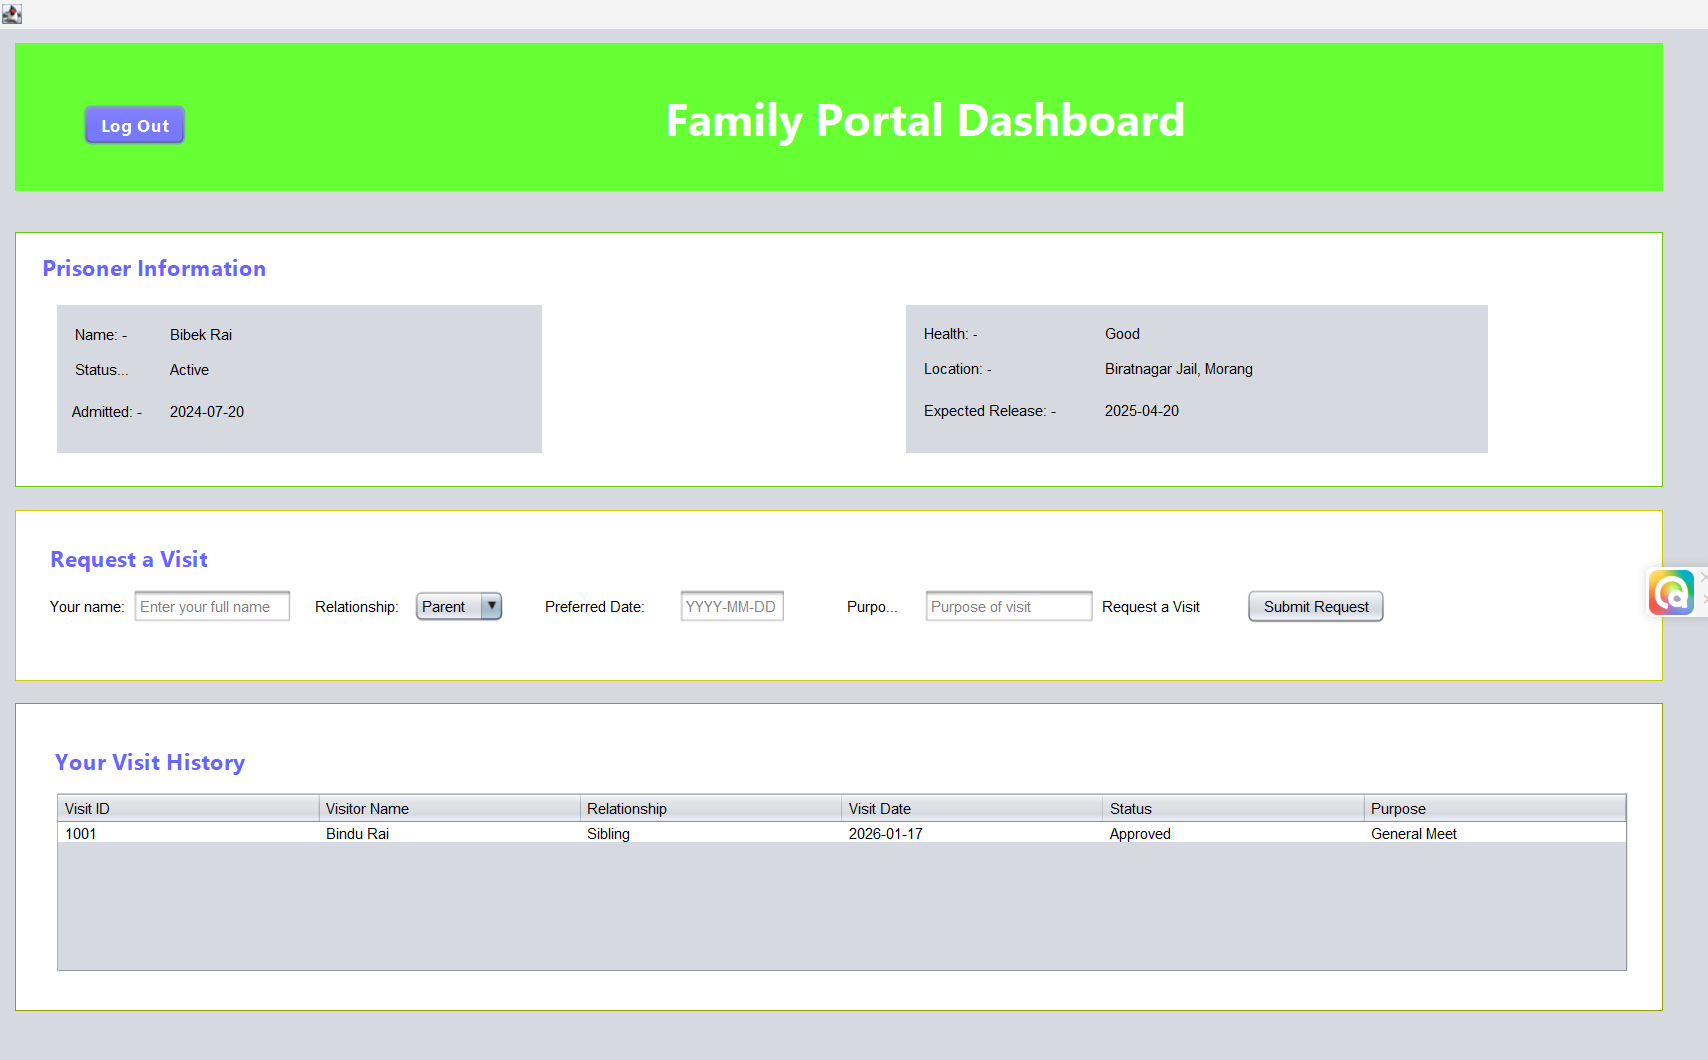 Log Out
Family Portal Dashboard
Prisoner Information
Name: - Bibek Rai
Status... Active
Admitted: - 2024-07-20
Health: - Good
Location: - Biratnagar Jail, Morang
Expected Release: - 2025-04-20
Request a Visit
Your name: Enter your full name Relationship: Parent Preferred Date: YYYY-MM-DD Purpo... Purpose of visit Request a Visit Submit Request
Your Visit History
Visit ID Visitor Name Relationship Visit Date Status Purpose
1001 Bindu Rai Sibling 2026-01-17 Approved General Meet